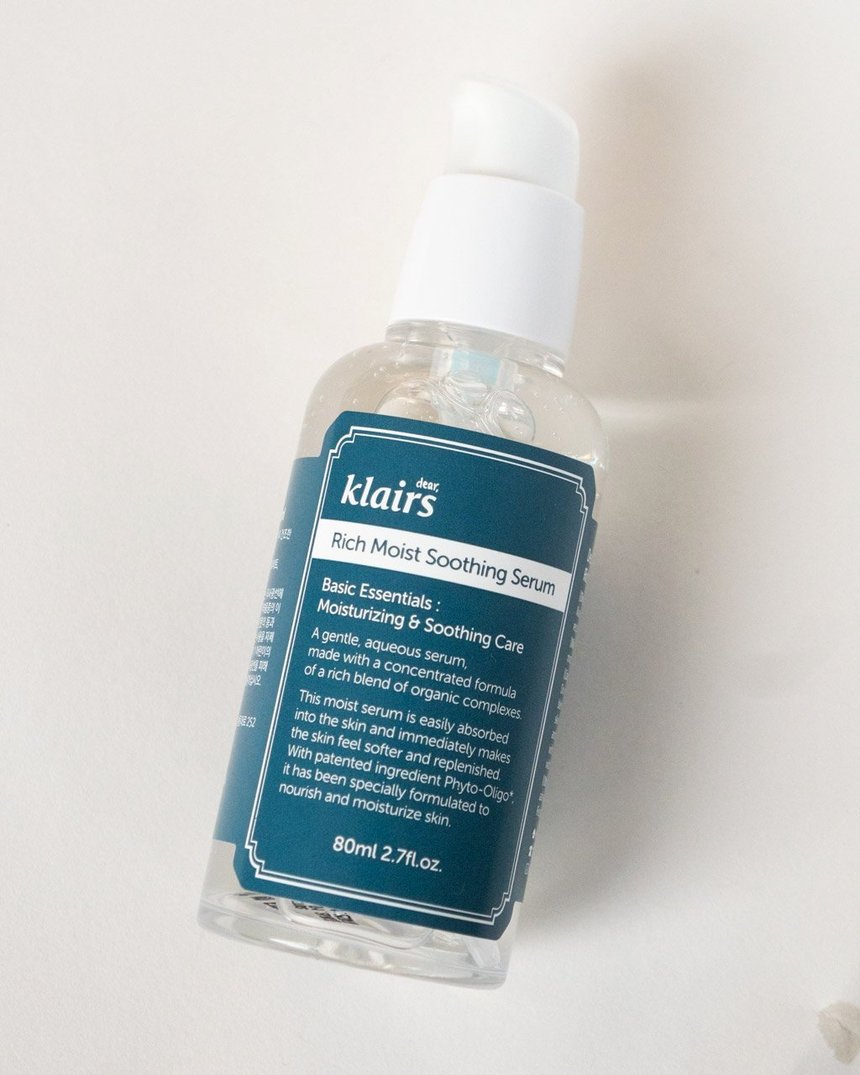 dear,
klairs
Rich Moist Soothing Serum
Basic Essentials :
Moisturizing & Soothing Care
A gentle, aqueous serum,
made with a concentrated formula
of a rich blend of organic complexes.
This moist serum is easily absorbed
into the skin and immediately makes
the skin feel softer and replenished.
With patented ingredient Phyto-Oligo*,
it has been specially formulated to
nourish and moisturize skin.
80ml 2.7fl.oz.
252